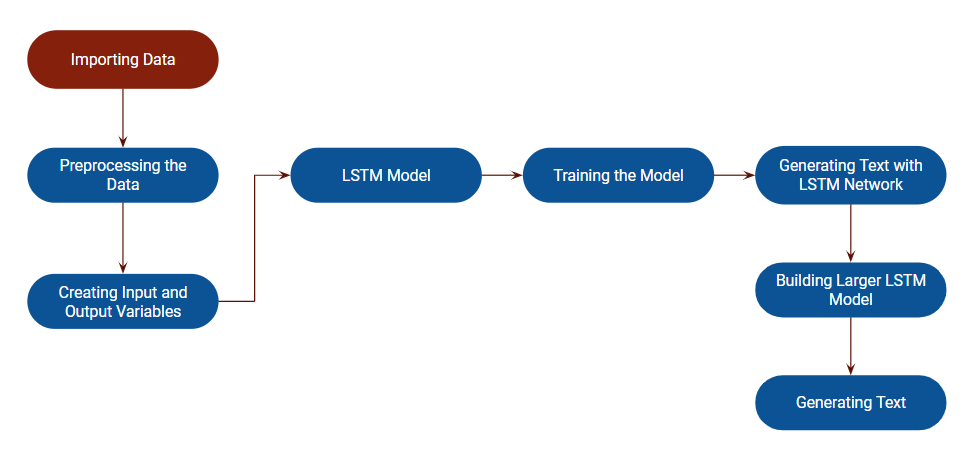 Importing Data
Preprocessing the
Data
Creating Input and
Output Variables
LSTM Model
Training the Model
Generating Text with
LSTM Network
Building Larger LSTM
Model
Generating Text